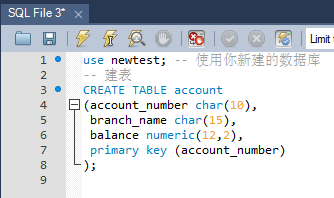 SQL File 3*
Limit
1 use newtest; -- 使用你新建的数据库
2 -- 建表
3 CREATE TABLE account
4 (account_number char(10),
5 branch_name char(15),
6 balance numeric(12,2),
7 primary key (account_number)
8 );
9